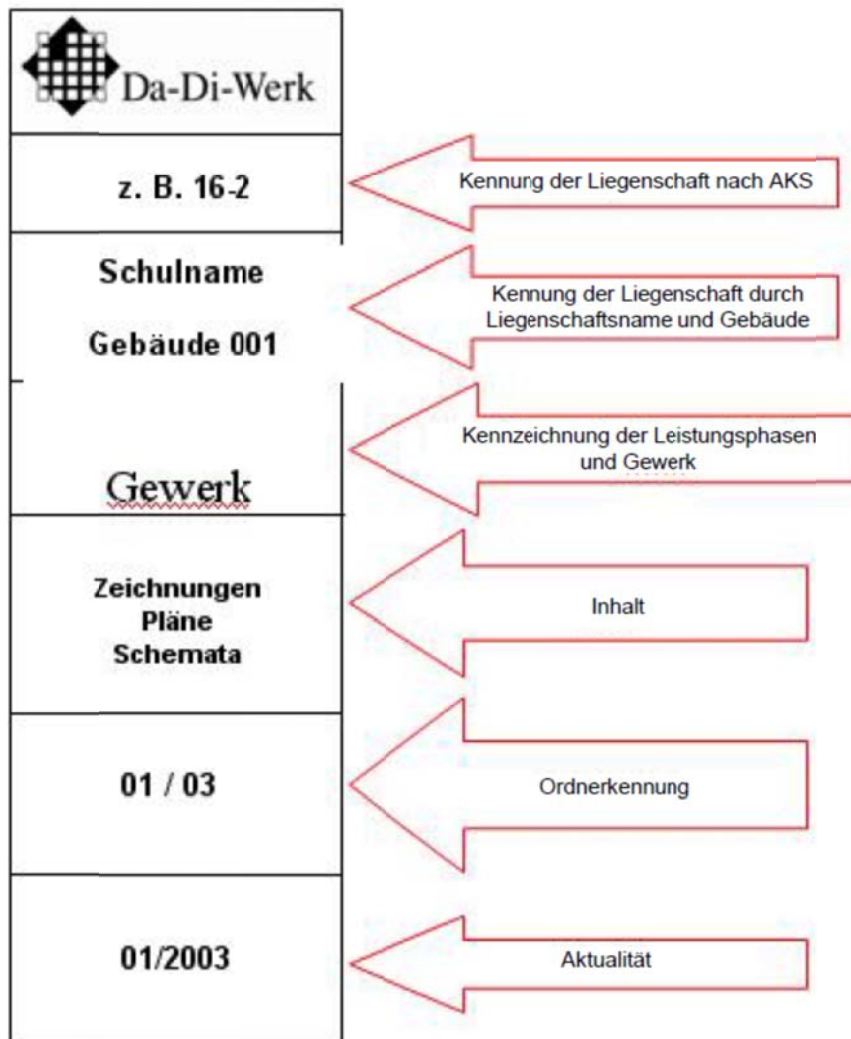 Da-Di-Werk
z. B. 16-2
Kennung der Liegenschaft nach AKS
Schulname
Gebäude 001
Kennung der Liegenschaft durch
Liegenschaftsname und Gebäude
Gewerk
Kennzeichnung der Leistungsphasen
und Gewerk
Zeichnungen
Pläne
Schemata
Inhalt
01 / 03
Ordnerkennung
01/2003
Aktualität